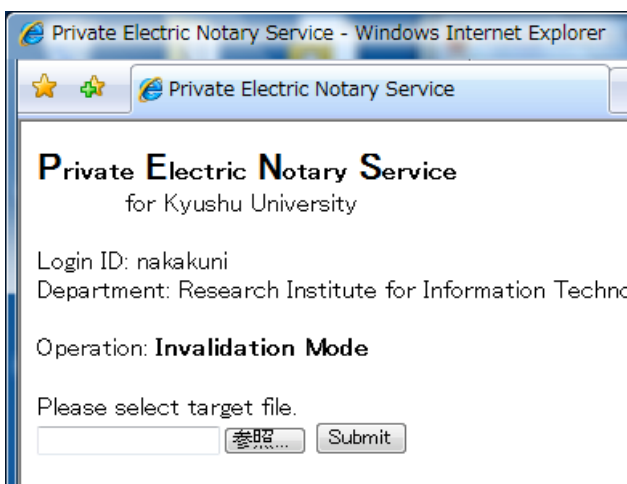 Private Electric Notary Service - Windows Internet Explorer
Private Electric Notary Service
Private Electric Notary Service
for Kyushu University
Login ID: nakakuni
Department: Research Institute for Information Techno
Operation: Invalidation Mode
Please select target file.
参照... Submit